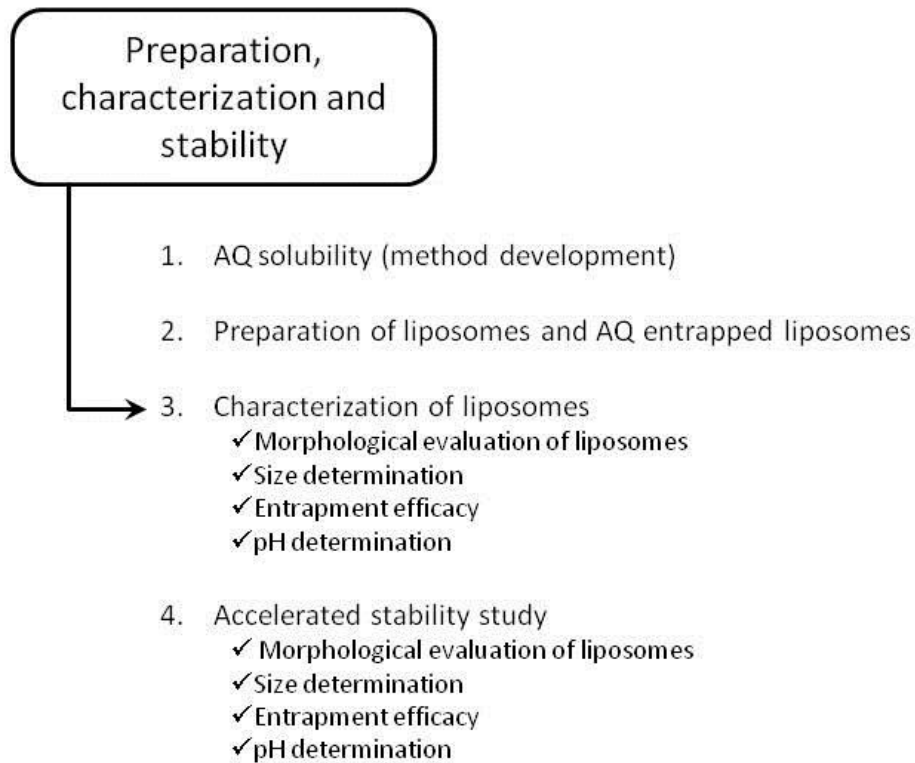 Preparation,
characterization and
stability
1. AQ solubility (method development)
2. Preparation of liposomes and AQ entrapped liposomes
3. Characterization of liposomes
✓Morphological evaluation of liposomes
✓Size determination
✓Entrapment efficacy
✓pH determination
4. Accelerated stability study
✓ Morphological evaluation of liposomes
✓Size determination
✓Entrapment efficacy
✓pH determination